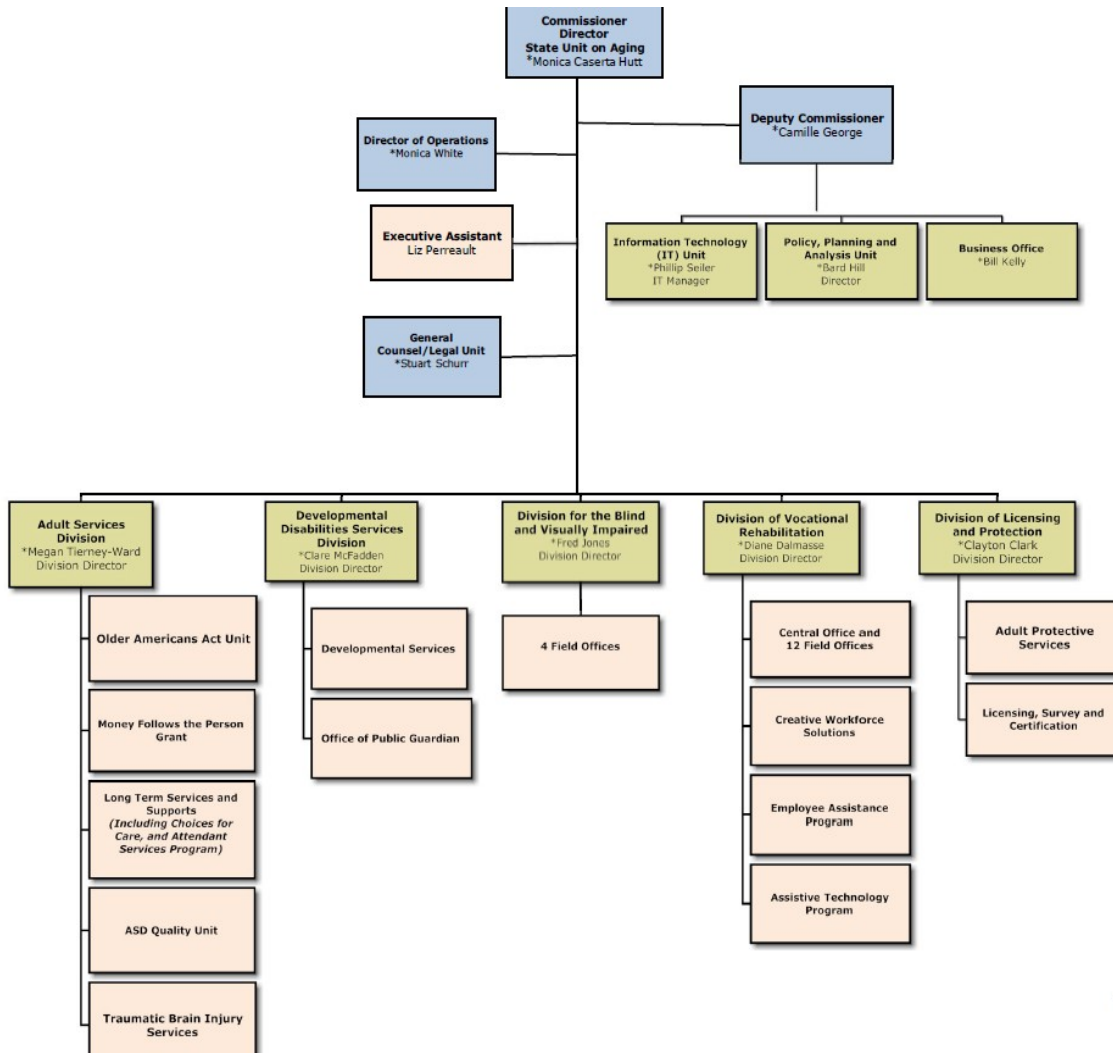 Commissioner
Director
State Unit on Aging
*Monica Caserta Hutt
Deputy Commissioner
*Camille George
Director of Operations
*Monica White
Executive Assistant
Liz Perreault
Information Technology
(IT) Unit
*Phillip Seiler
IT Manager
Policy, Planning and
Analysis Unit
*Bard Hill
Director
Business Office
*Bill Kelly
General
Counsel/Legal Unit
*Stuart Schurr
Adult Services
Division
*Megan Tierney-Ward
Division Director
Older Americans Act Unit
Money Follows the Person
Grant
Long Term Services and
Supports
(Including Choices for
Care, and Attendant
Services Program)
ASD Quality Unit
Traumatic Brain Injury
Services
Developmental
Disabilities Services
Division
*Clare McFadden
Division Director
Developmental Services
Office of Public Guardian
Division for the Blind
and Visually Impaired
*Fred Jones
Division Director
4 Field Offices
Division of Vocational
Rehabilitation
*Diane Dalmasse
Division Director
Central Office and
12 Field Offices
Creative Workforce
Solutions
Employee Assistance
Program
Assistive Technology
Program
Division of Licensing
and Protection
*Clayton Clark
Division Director
Adult Protective
Services
Licensing, Survey and
Certification